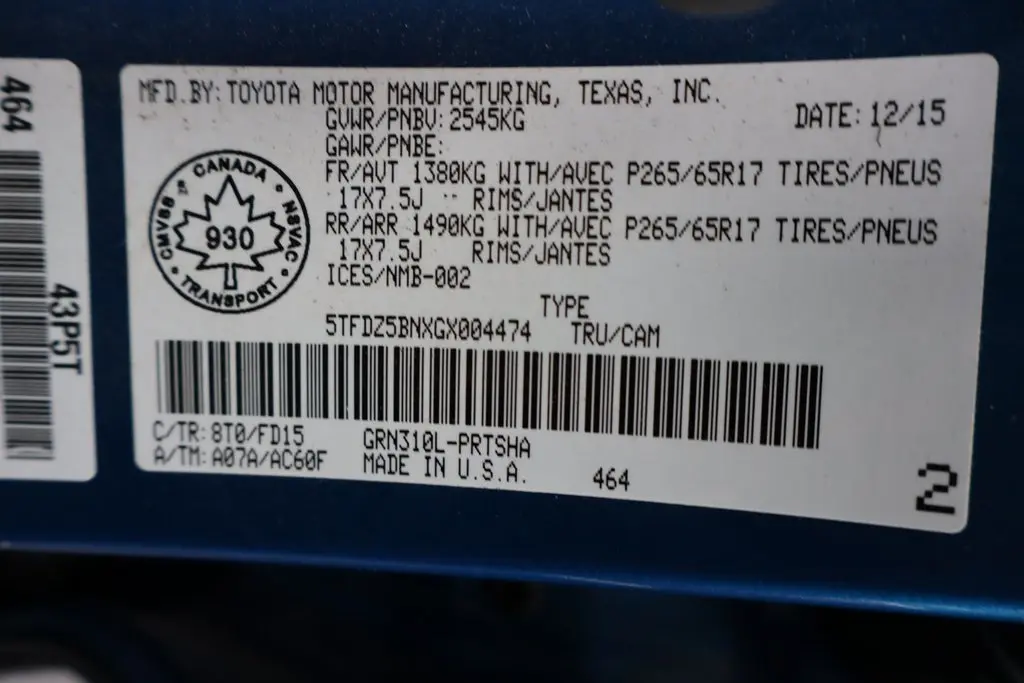 464
43P5T
MFD.BY:TOYOTA MOTOR MANUFACTURING, TEXAS, INC.
GVWR/PNBV:2545KG
DATE:12/15
GAWR/PNBE:
FR/AVT 1380KG WITH/AVEC P265/65R17 TIRES/PNEUS
17X7.5J RIMS/JANTES
RR/ARR 1490KG WITH/AVEC P265/65R17 TIRES/PNEUS
17X7.5J RIMS/JANTES
ICES/NMB-002
CANADA
CMVSS TM NSVAC
930
TRANSPORT
TYPE
5TFDZ5BNXGX004474 TRU/CAM
C/TR:8T0/FD15 GRN310L-PRTSHA
A/TM:A07A/AC60F MADE IN U.S.A. 464
2